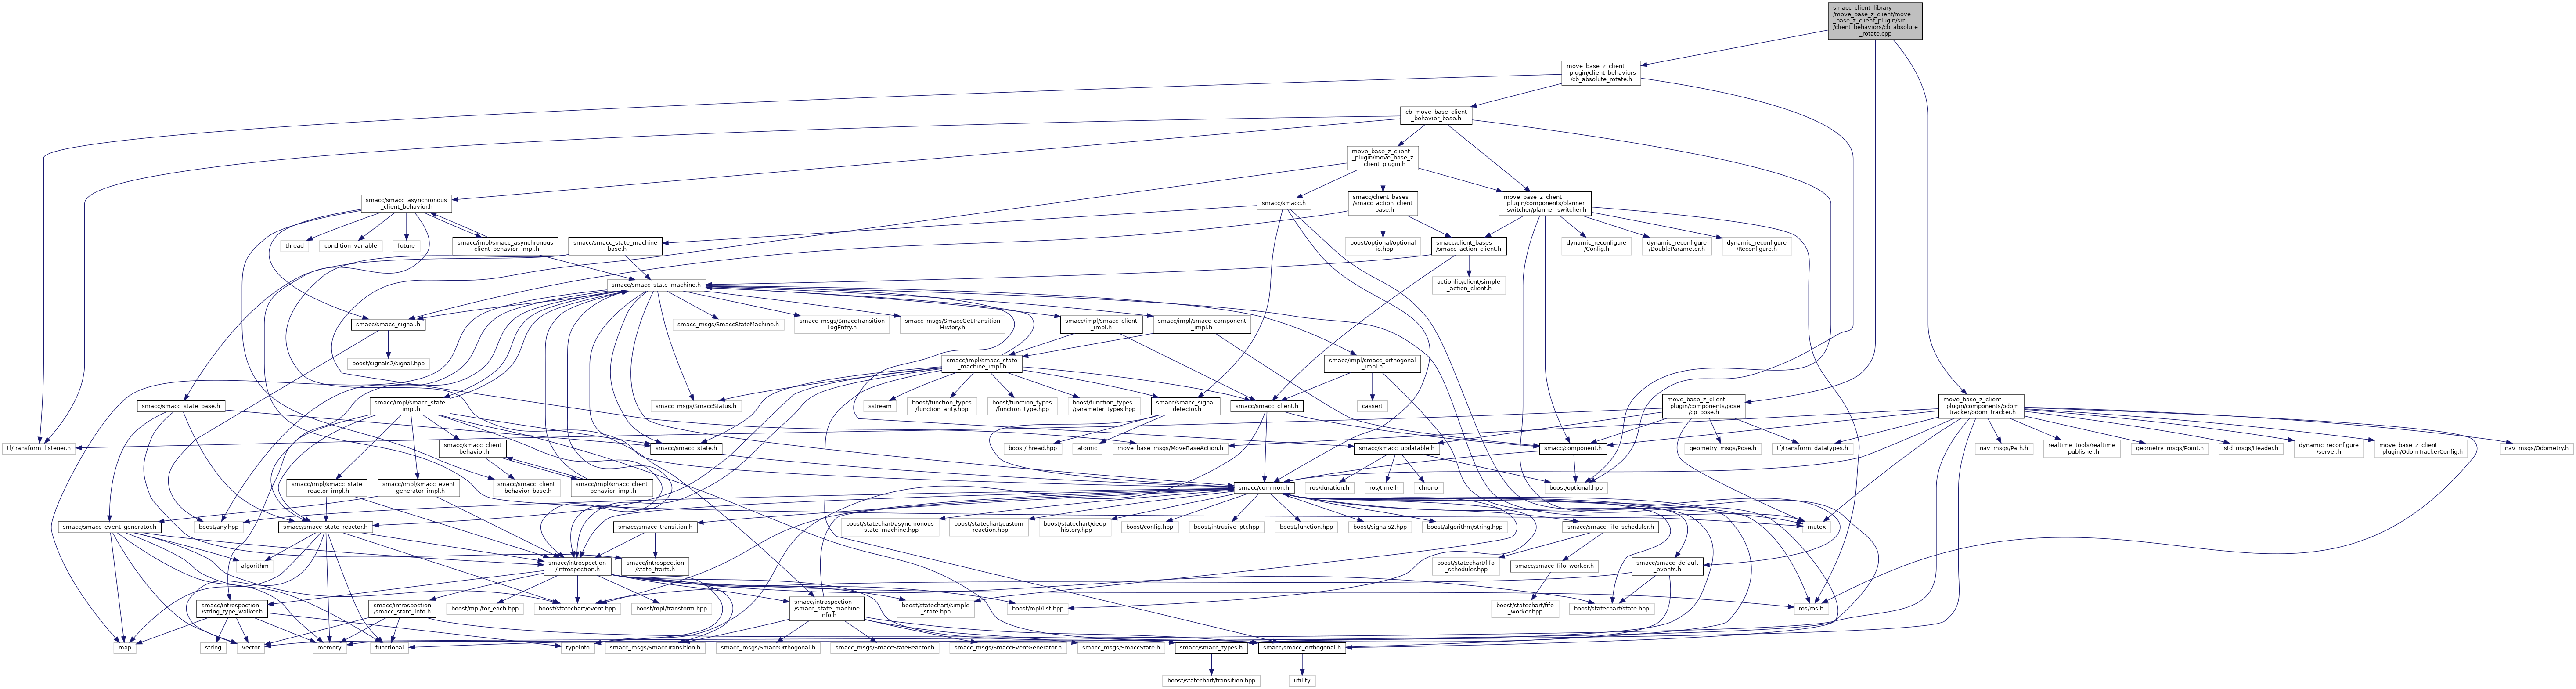 smacc_client_library
/move_base_z_client/move
_base_z_client_plugin/src
/client_behaviors/cb_absolute
_rotate.cpp
move_base_z_client
_plugin/client_behaviors
/cb_absolute_rotate.h
cb_move_base_client
_behavior_base.h
move_base_z_client
_plugin/move_base_z
_client_plugin.h
smacc/smacc_asynchronous
_client_behavior.h
smacc/smacc.h
smacc/client_bases
/smacc_action_client
_base.h
move_base_z_client
_plugin/components/planner
_switcher/planner_switcher.h
thread
condition_variable
future
smacc/impl/smacc_asynchronous
_client_behavior_impl.h
smacc/smacc_state_machine
_base.h
boost/optional/optional
_io.hpp
smacc/client_bases
/smacc_action_client.h
dynamic_reconfigure
/Config.h
dynamic_reconfigure
/DoubleParameter.h
dynamic_reconfigure
/Reconfigure.h
smacc/smacc_state_machine.h
actionlib/client/simple
_action_client.h
smacc/smacc_signal.h
smacc_msgs/SmaccStateMachine.h
smacc_msgs/SmaccTransition
LogEntry.h
smacc_msgs/SmaccGetTransition
History.h
smacc/impl/smacc_client
_impl.h
smacc/impl/smacc_component
_impl.h
boost/signals2/signal.hpp
smacc/impl/smacc_state
_machine_impl.h
smacc/impl/smacc_orthogonal
_impl.h
smacc/smacc_state_base.h
smacc/impl/smacc_state
_impl.h
smacc_msgs/SmaccStatus.h
sstream
boost/function_types
/function_arity.hpp
boost/function_types
/function_type.hpp
boost/function_types
/parameter_types.hpp
smacc/smacc_signal
_detector.h
smacc/smacc_client.h
cassert
move_base_z_client
_plugin/components/pose
/cp_pose.h
move_base_z_client
_plugin/components/odom
_tracker/odom_tracker.h
tf/transform_listener.h
smacc/smacc_client
_behavior.h
smacc/smacc_state.h
boost/thread.hpp
atomic
move_base_msgs/MoveBaseAction.h
smacc/smacc_updatable.h
smacc/component.h
geometry_msgs/Pose.h
tf/transform_datatypes.h
nav_msgs/Path.h
realtime_tools/realtime
_publisher.h
geometry_msgs/Point.h
std_msgs/Header.h
dynamic_reconfigure
/server.h
move_base_z_client
_plugin/OdomTrackerConfig.h
nav_msgs/Odometry.h
smacc/impl/smacc_state
_reactor_impl.h
smacc/impl/smacc_event
_generator_impl.h
smacc/smacc_client
_behavior_base.h
smacc/impl/smacc_client
_behavior_impl.h
smacc/common.h
ros/duration.h
ros/time.h
chrono
boost/optional.hpp
smacc/smacc_event_generator.h
boost/any.hpp
smacc/smacc_state_reactor.h
smacc/smacc_transition.h
boost/statechart/asynchronous
_state_machine.hpp
boost/statechart/custom
_reaction.hpp
boost/statechart/deep
_history.hpp
boost/config.hpp
boost/intrusive_ptr.hpp
boost/function.hpp
boost/signals2.hpp
boost/algorithm/string.hpp
smacc/smacc_fifo_scheduler.h
mutex
algorithm
smacc/introspection
/introspection.h
smacc/introspection
/state_traits.h
boost/statechart/fifo
_scheduler.hpp
smacc/smacc_fifo_worker.h
smacc/smacc_default
_events.h
smacc/introspection
/string_type_walker.h
smacc/introspection
/smacc_state_info.h
boost/mpl/for_each.hpp
boost/statechart/event.hpp
boost/mpl/transform.hpp
smacc/introspection
/smacc_state_machine
_info.h
boost/statechart/simple
_state.hpp
boost/mpl/list.hpp
boost/statechart/fifo
_worker.hpp
boost/statechart/state.hpp
ros/ros.h
map
string
vector
memory
functional
typeinfo
smacc_msgs/SmaccTransition.h
smacc_msgs/SmaccOrthogonal.h
smacc_msgs/SmaccStateReactor.h
smacc_msgs/SmaccEventGenerator.h
smacc_msgs/SmaccState.h
smacc/smacc_types.h
smacc/smacc_orthogonal.h
boost/statechart/transition.hpp
utility